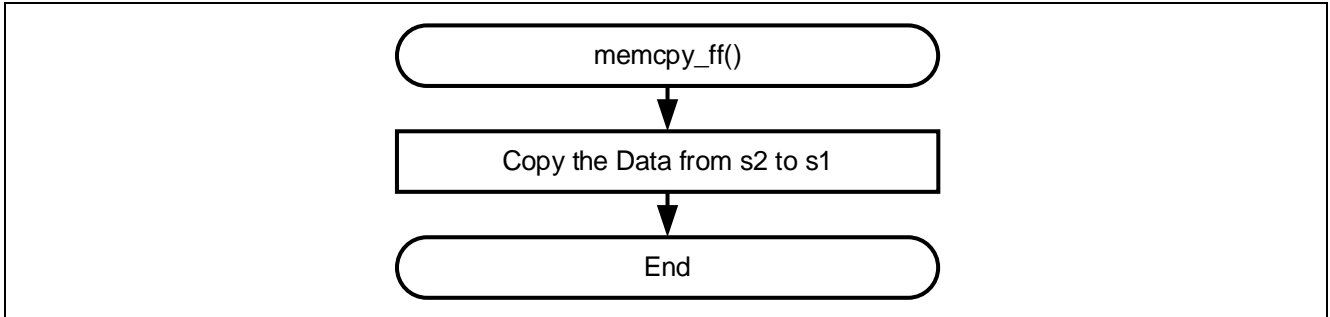 memcpy_ff()
Copy the Data from s2 to s1
End